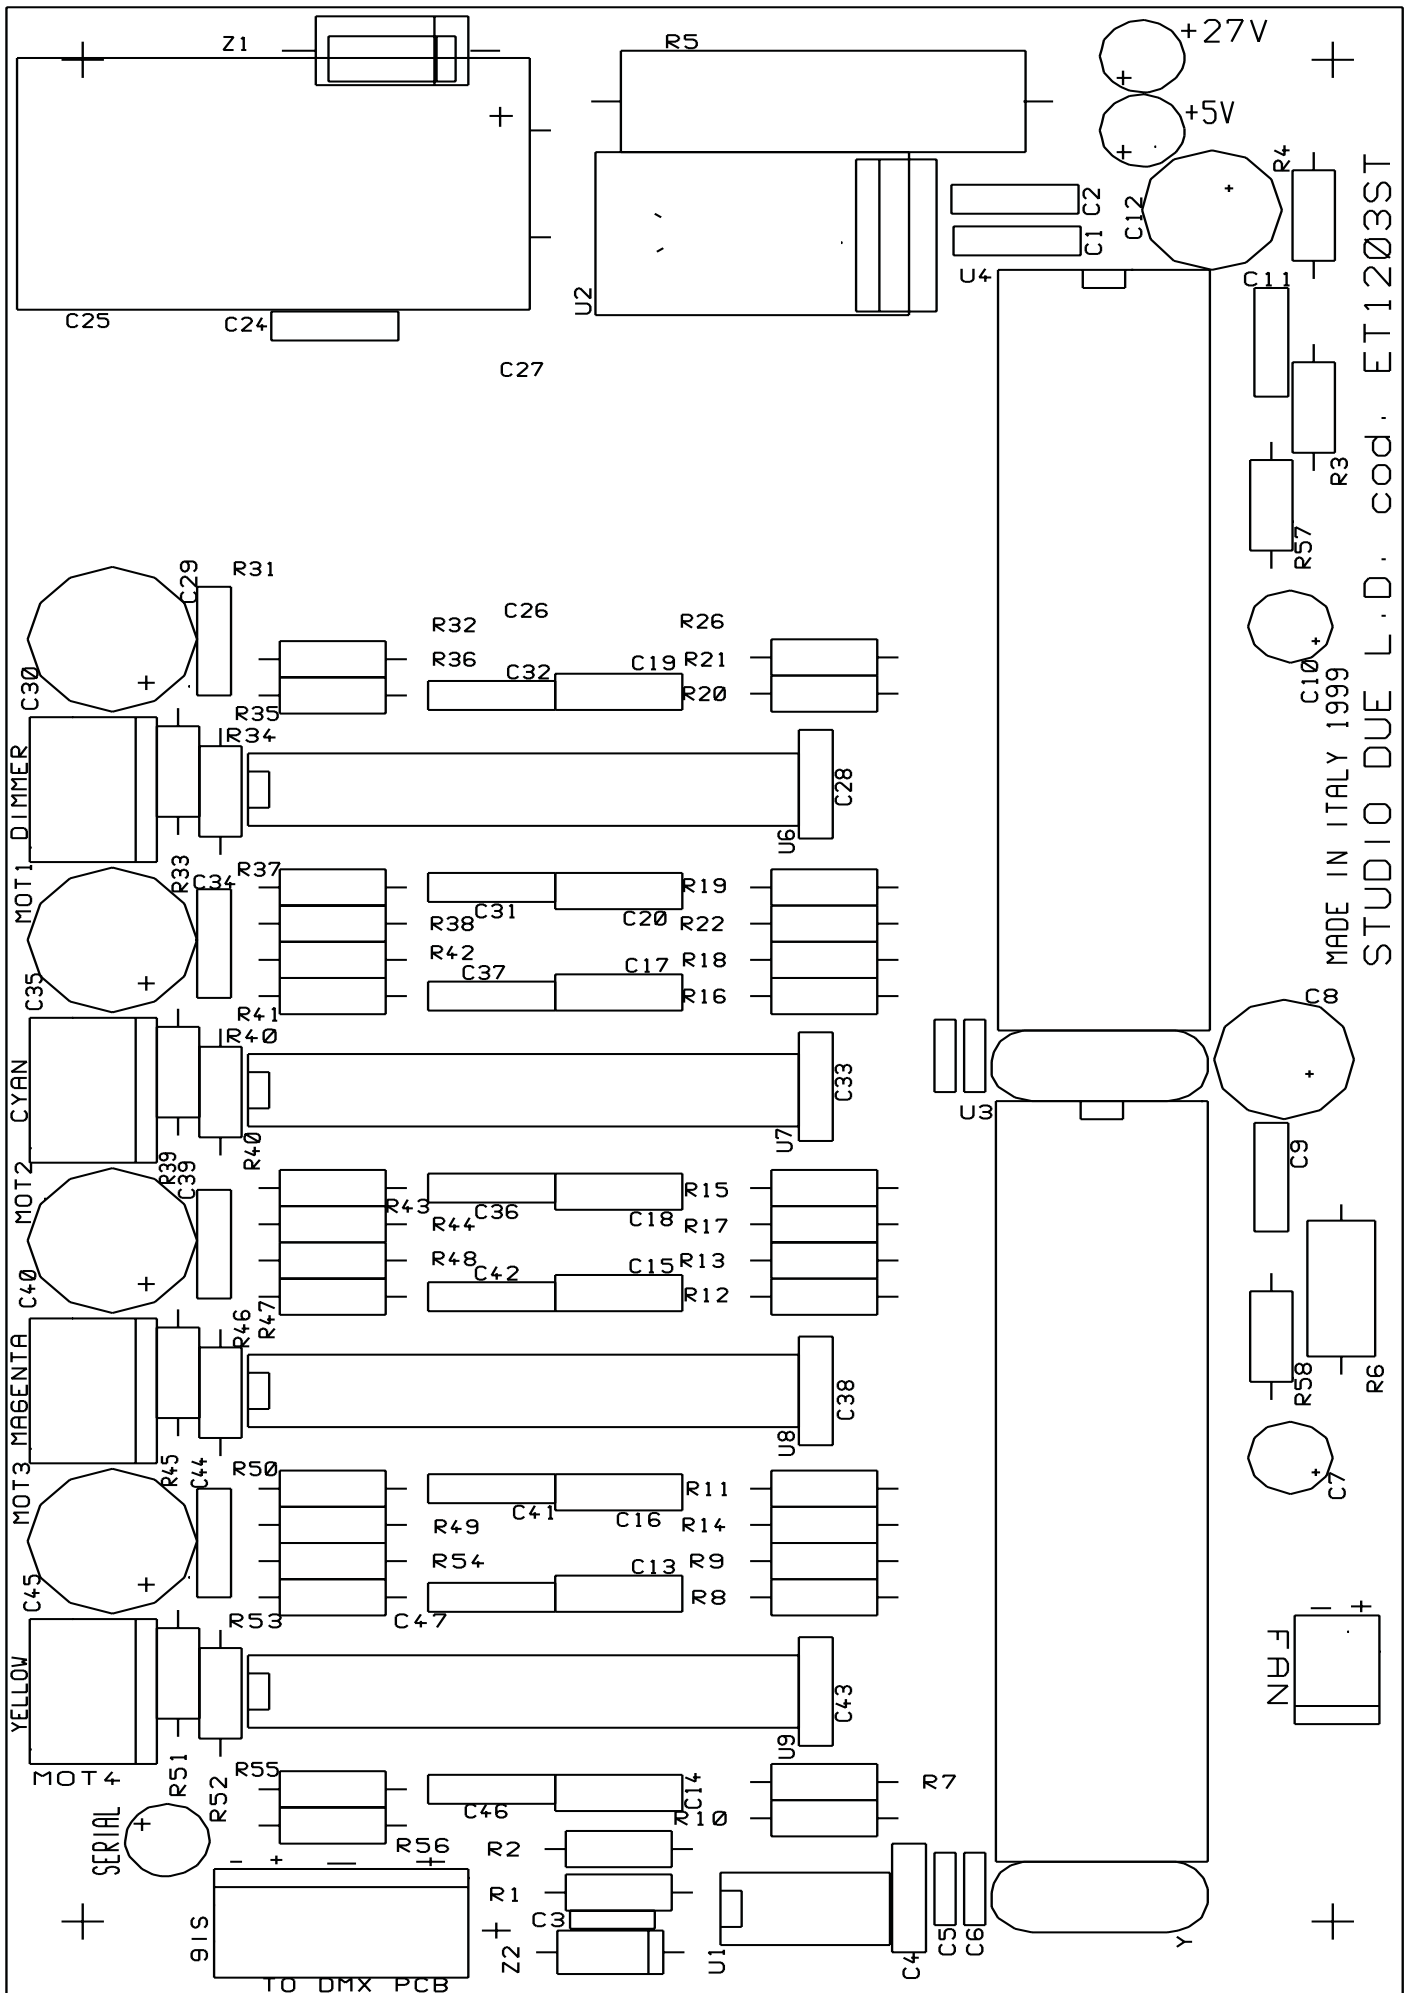 Z1
R5
+27V
+5V
R4
C2
C12
C1
U4
C11
U2
C25
C24
C27
R3
R57
STUDIO DUE L.D. cod. ET1203ST
MADE IN ITALY 1999
C29
R31
C26
R32
R26
R36
C32
C19
R21
C30
R20
C10
R35
R34
DIMMER
C28
U6
MOT1
R33
C34
R37
C31
R19
C20
R38
R22
R42
C37
C17
R18
C35
R16
C8
R41
R40
CYAN
C33
U3
U7
R40
MOT2
R39
C39
R43
C36
R15
R44
C18
R17
C9
R48
C42
C15
R13
C40
R12
R46
R47
MAGENTA
C38
R58
R6
U8
MOT3
R45
C44
R50
R11
C41
C16
C7
R49
R14
R54
C13
R9
C45
R8
R53
C47
FAN
- +
YELLOW
C43
U9
MOT4
R51
R52
R55
C46
C14
R10
R7
SERIAL
R56
R2
- + — +
SI6
R1
C3
Z2
U1
C4
C5
C6
Y
TO DMX PCB